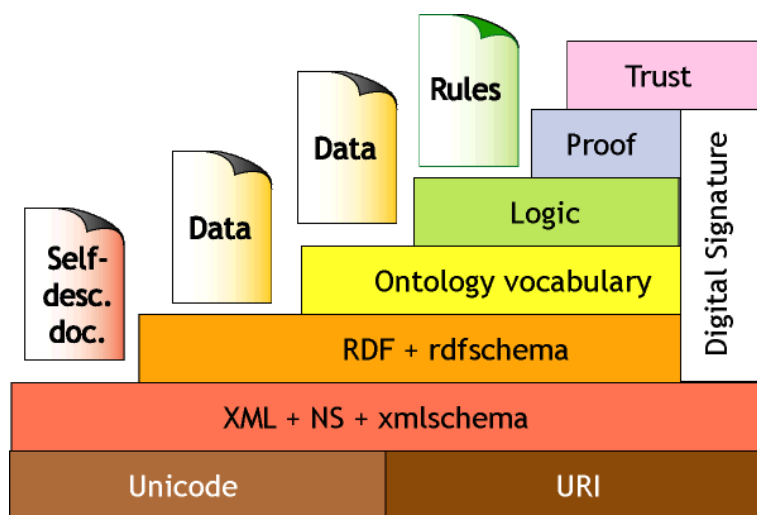 Rules
Trust
Data
Proof
Data
Logic
Self-
desc.
doc.
Ontology vocabulary
Digital Signature
RDF + rdfschema
XML + NS + xmlschema
Unicode
URI